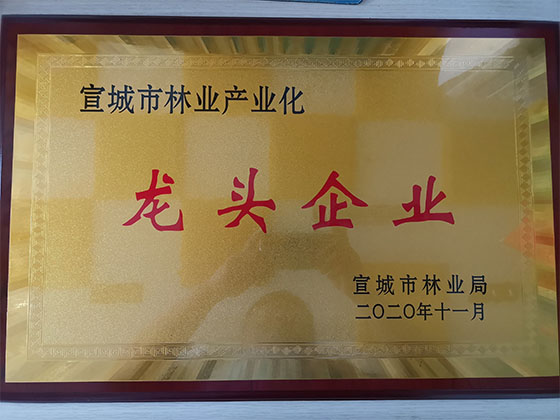 宣城市林业产业化
龙头企业
宣城市林业局
二〇二〇年十一月